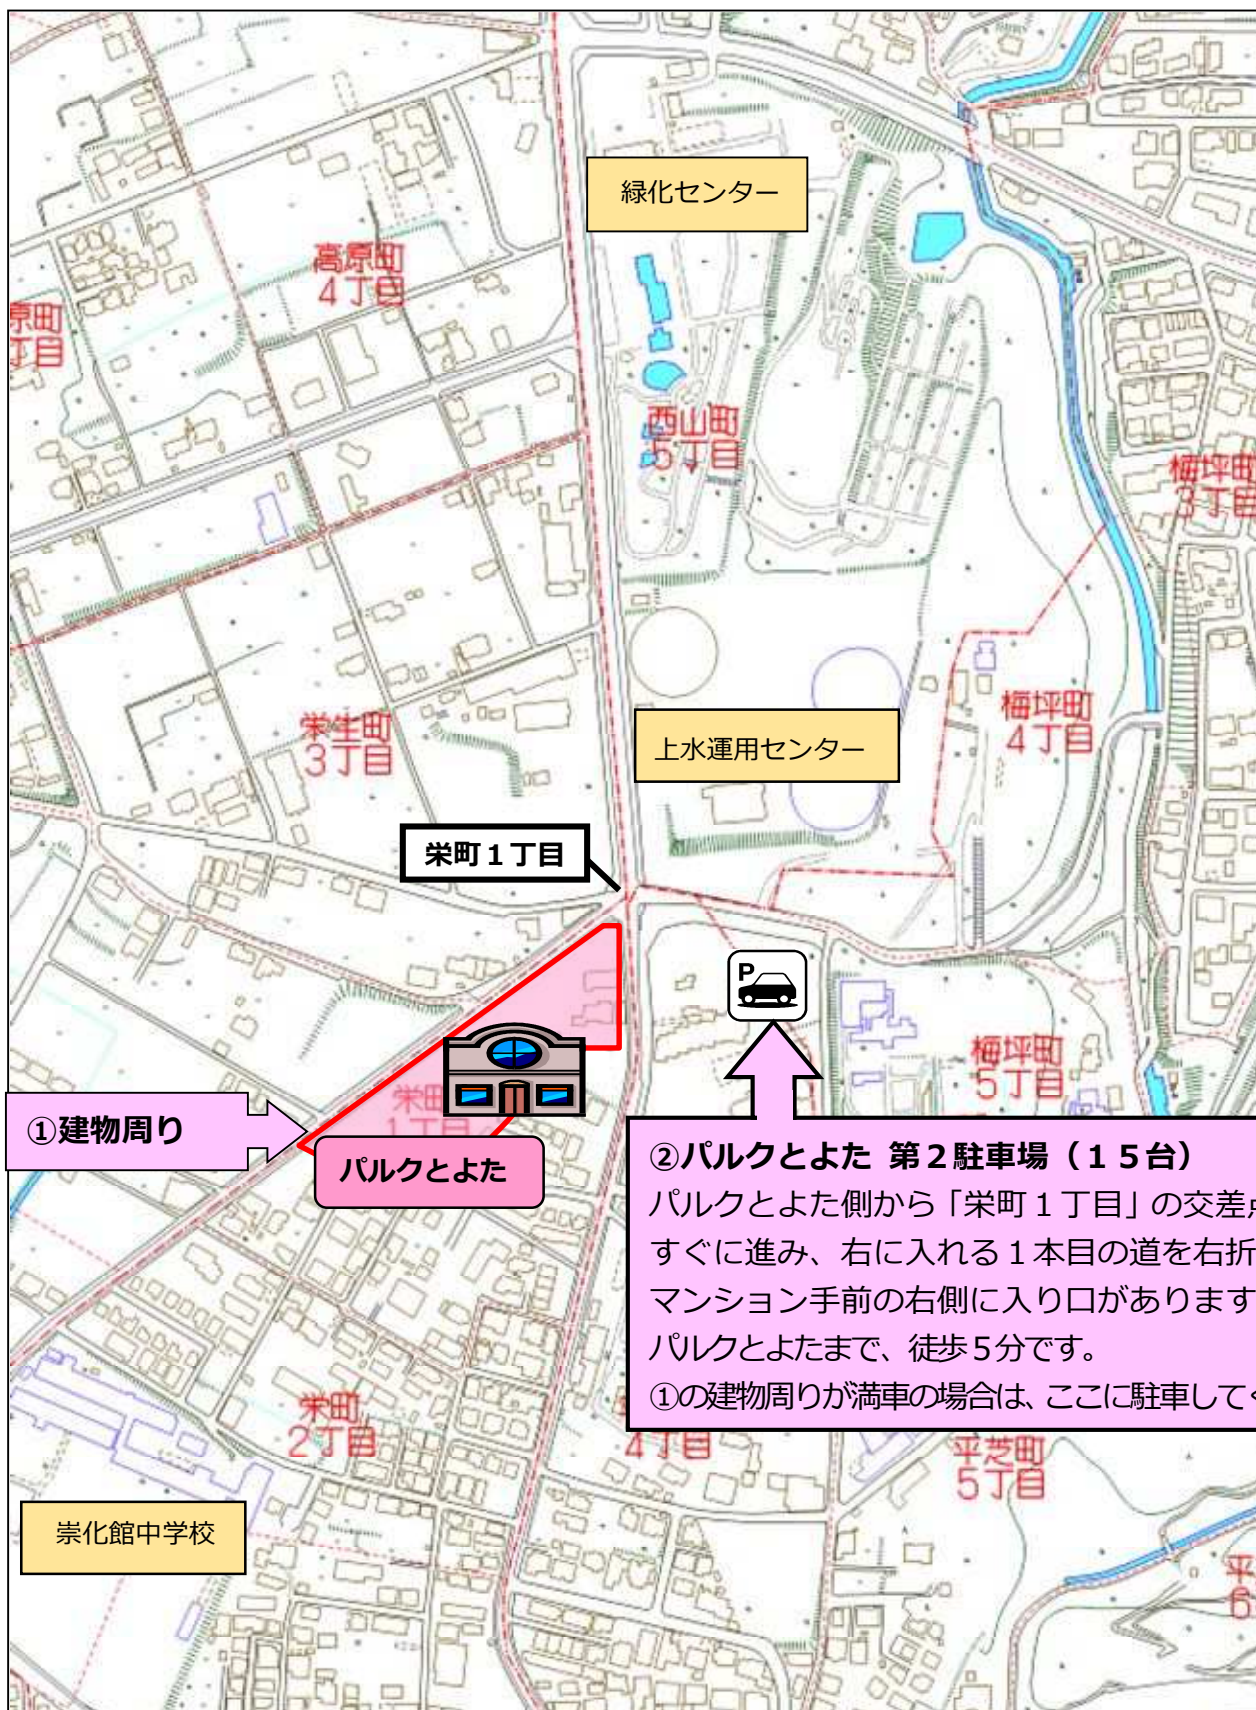 緑化センター
高原町
4丁目
原町
丁目
西山町
5丁目
梅坪町
3丁目
栄生町
3丁目
梅坪町
4丁目
上水運用センター
栄町１丁目
P
梅坪町
5丁目
栄町
1丁目
①建物周り
パルクとよた
②パルクとよた 第２駐車場（１５台）
パルクとよた側から「栄町１丁目」の交差点
すぐに進み、右に入れる１本目の道を右折
マンション手前の右側に入り口があります
パルクとよたまで、徒歩５分です。
①の建物周りが満車の場合は、ここに駐車してく
栄町
2丁目
4丁目
平芝町
5丁目
崇化館中学校
平
6